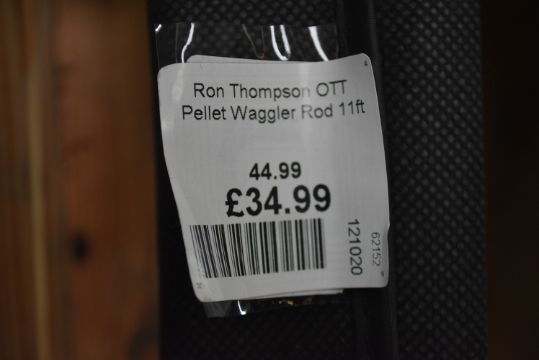 Ron Thompson OTT
Pellet Waggler Rod 11ft
44.99
£34.99
121020
62152